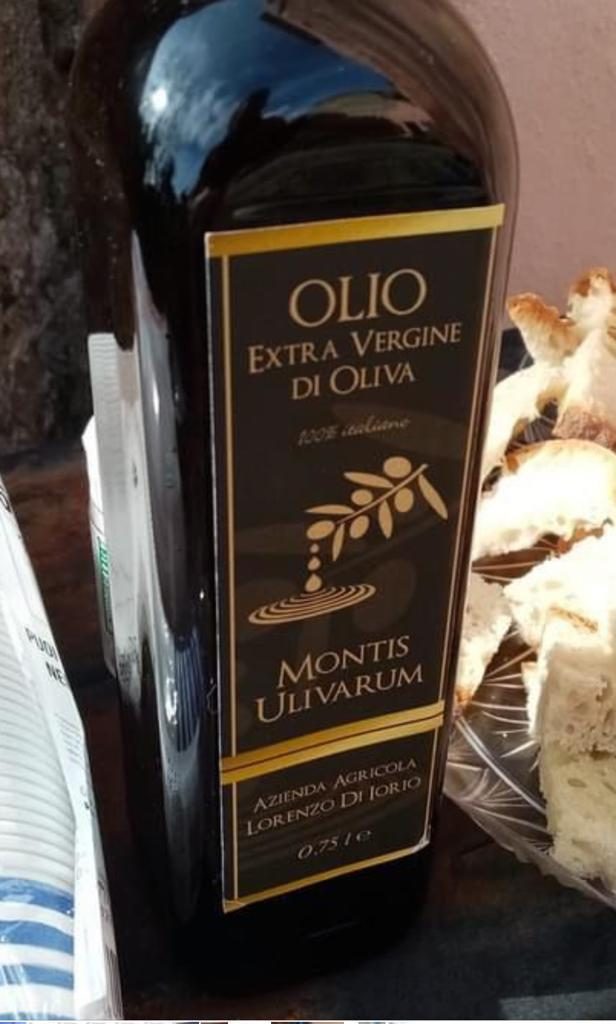 OLIO
EXTRA VERGINE
DI OLIVA
100% italiano
MONTIS
ULIVARUM
AZIENDA AGRICOLA
LORENZO DI IORIO
0,75 l e